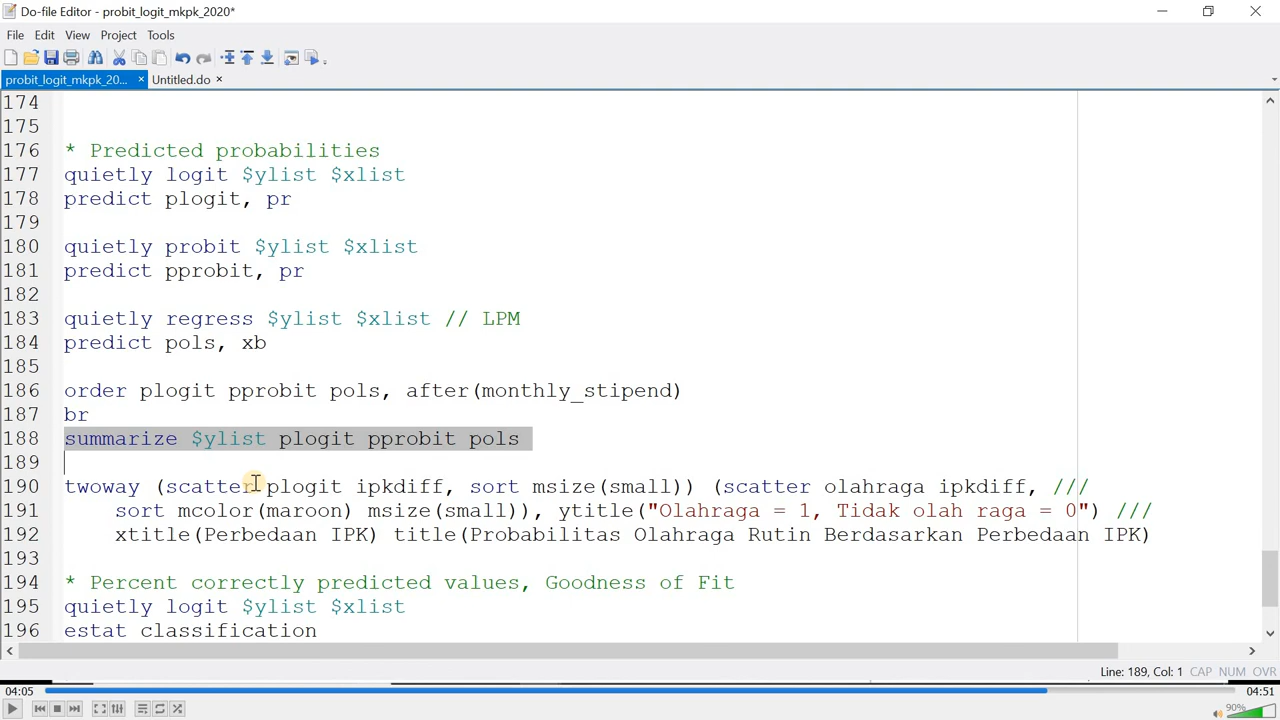 Do-file Editor - probit_logit_mkpk_2020*
File Edit View Project Tools
probit_logit_mkpk_20... × Untitled.do ×
174
175
176 * Predicted probabilities
177 quietly logit $ylist $xlist
178 predict plogit, pr
179
180 quietly probit $ylist $xlist
181 predict pprobit, pr
182
183 quietly regress $ylist $xlist // LPM
184 predict pols, xb
185
186 order plogit pprobit pols, after(monthly_stipend)
187 br
188 summarize $ylist plogit pprobit pols
189
190 twoway (scatter plogit ipkdiff, sort msize(small)) (scatter olahraga ipkdiff, ///
191 sort mcolor(maroon) msize(small)), ytitle("Olahraga = 1, Tidak olah raga = 0") ///
192 xtitle(Perbedaan IPK) title(Probabilitas Olahraga Rutin Berdasarkan Perbedaan IPK)
193
194 * Percent correctly predicted values, Goodness of Fit
195 quietly logit $ylist $xlist
196 estat classification
Line: 189, Col: 1 CAP NUM OVR
04:05 04:51
90%